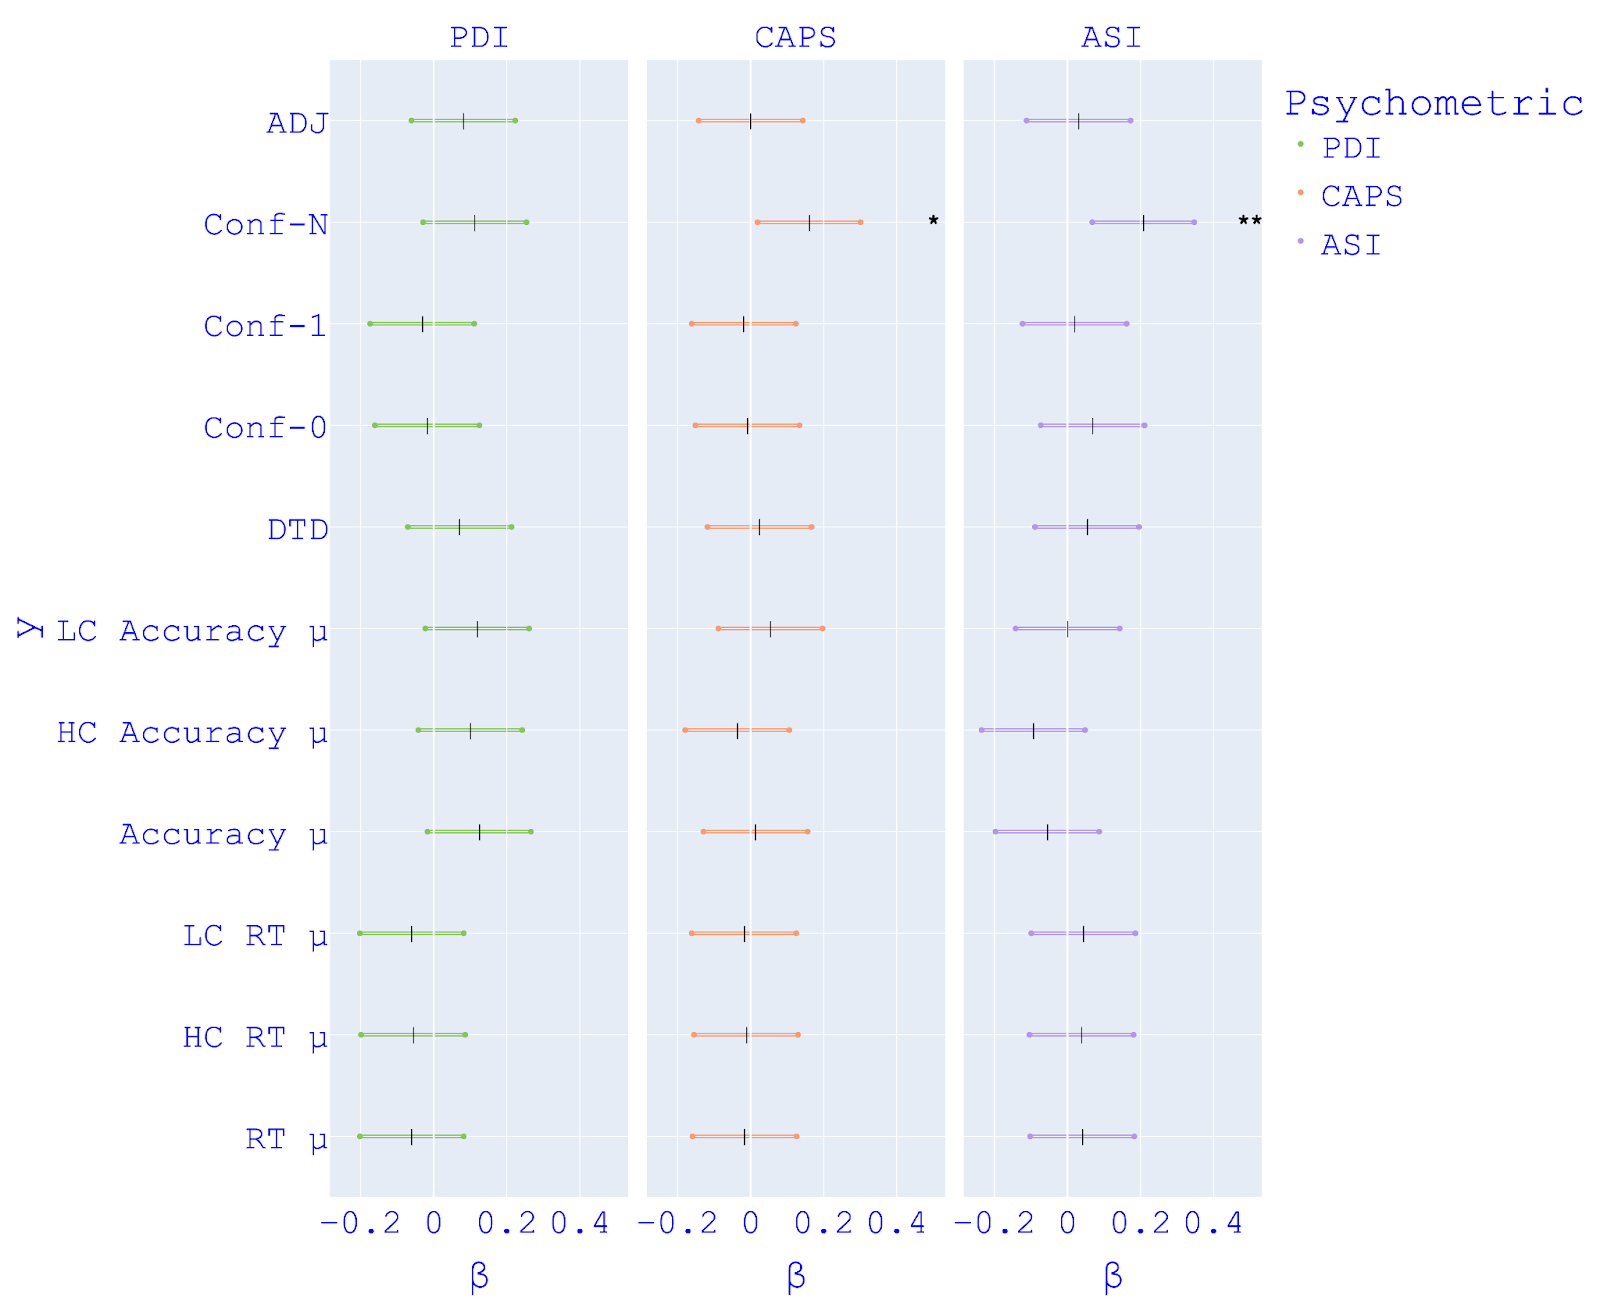 PDI CAPS ASI
Psychometric
PDI
CAPS
ASI
ADJ
Conf-N * **
Conf-1
Conf-0
DTD
y
LC Accuracy μ
HC Accuracy μ
Accuracy μ
LC RT μ
HC RT μ
RT μ
−0.2 0 0.2 0.4 −0.2 0 0.2 0.4 −0.2 0 0.2 0.4
β β β